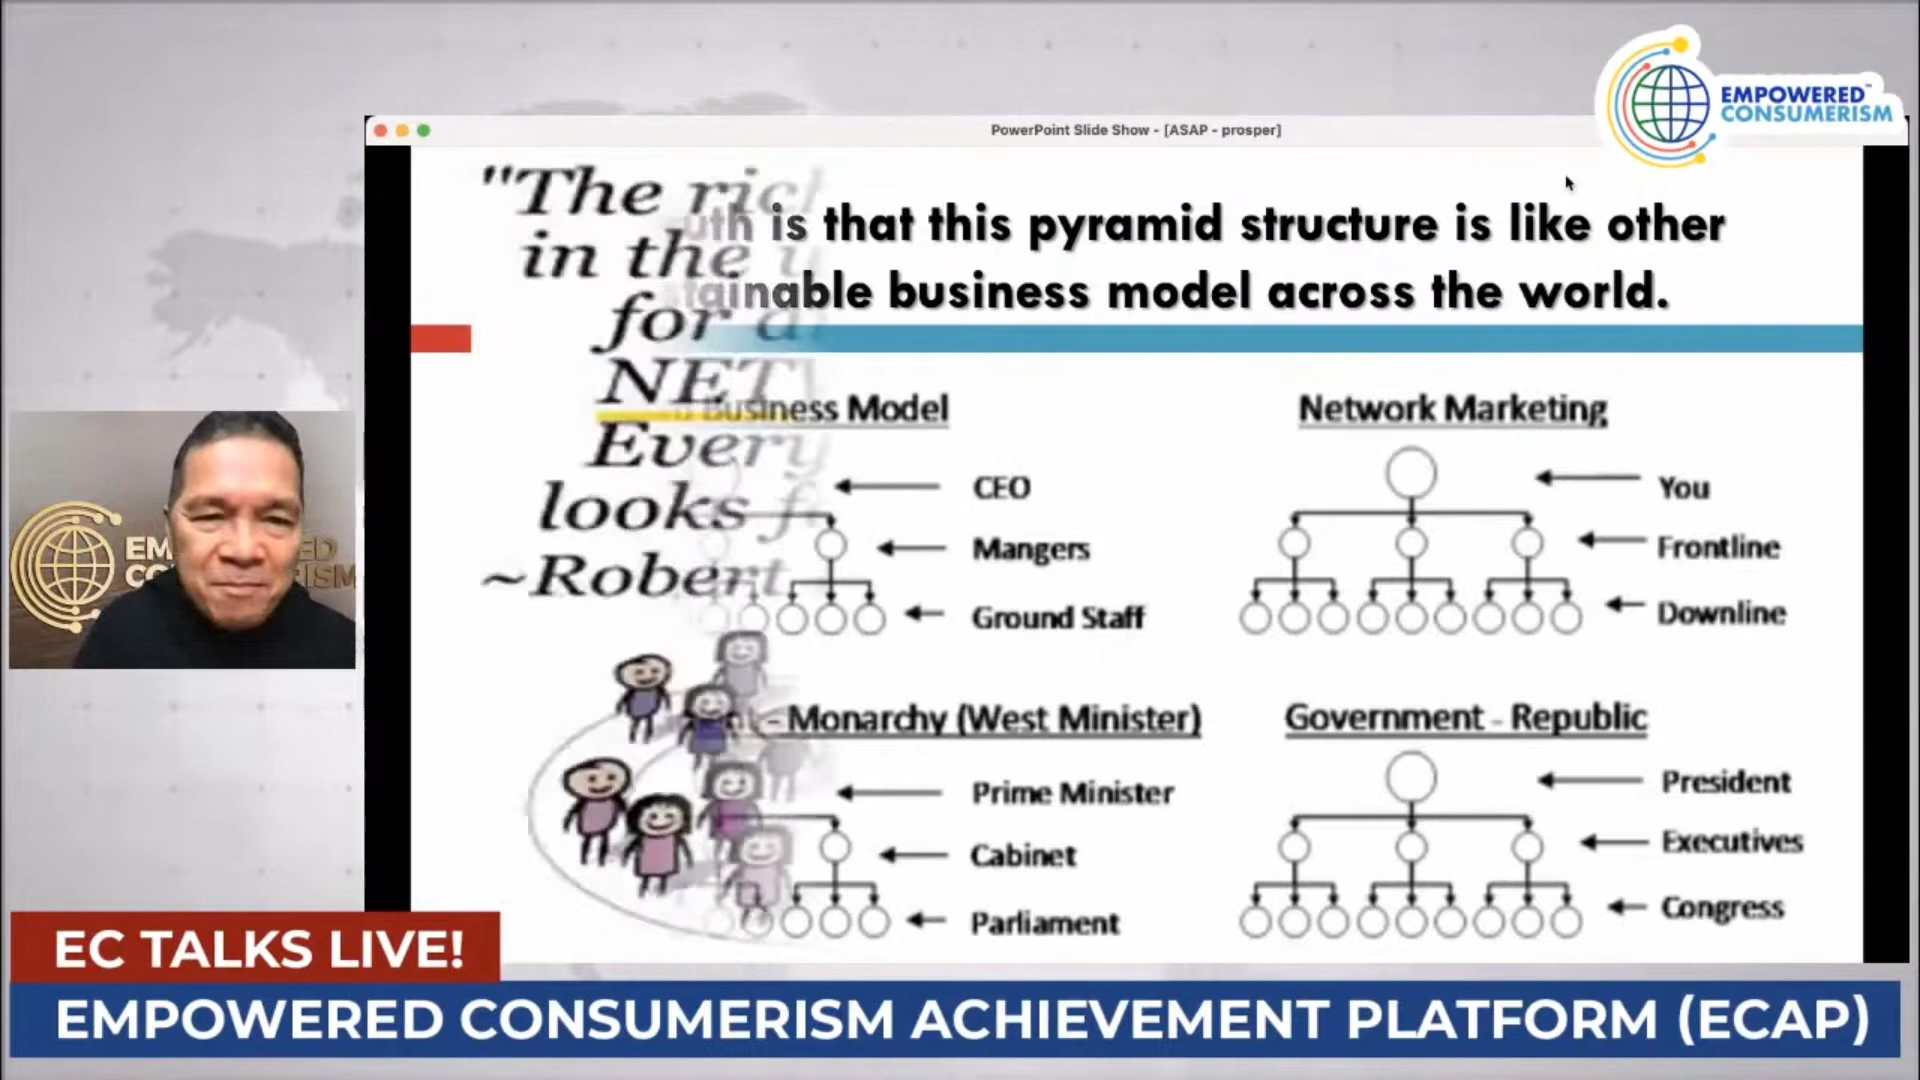 EMPOWERED™
CONSUMERISM
PowerPoint Slide Show - [ASAP - prosper]
"The rich
in the
for a
NET
Every
looks f
~Robert
is that this pyramid structure is like other
business model across the world.
Business Model
CEO
Mangers
Ground Staff
Network Marketing
You
Frontline
Downline
- Monarchy (West Minister)
Prime Minister
Cabinet
Parliament
Government - Republic
President
Executives
Congress
EC TALKS LIVE!
EMPOWERED CONSUMERISM ACHIEVEMENT PLATFORM (ECAP)